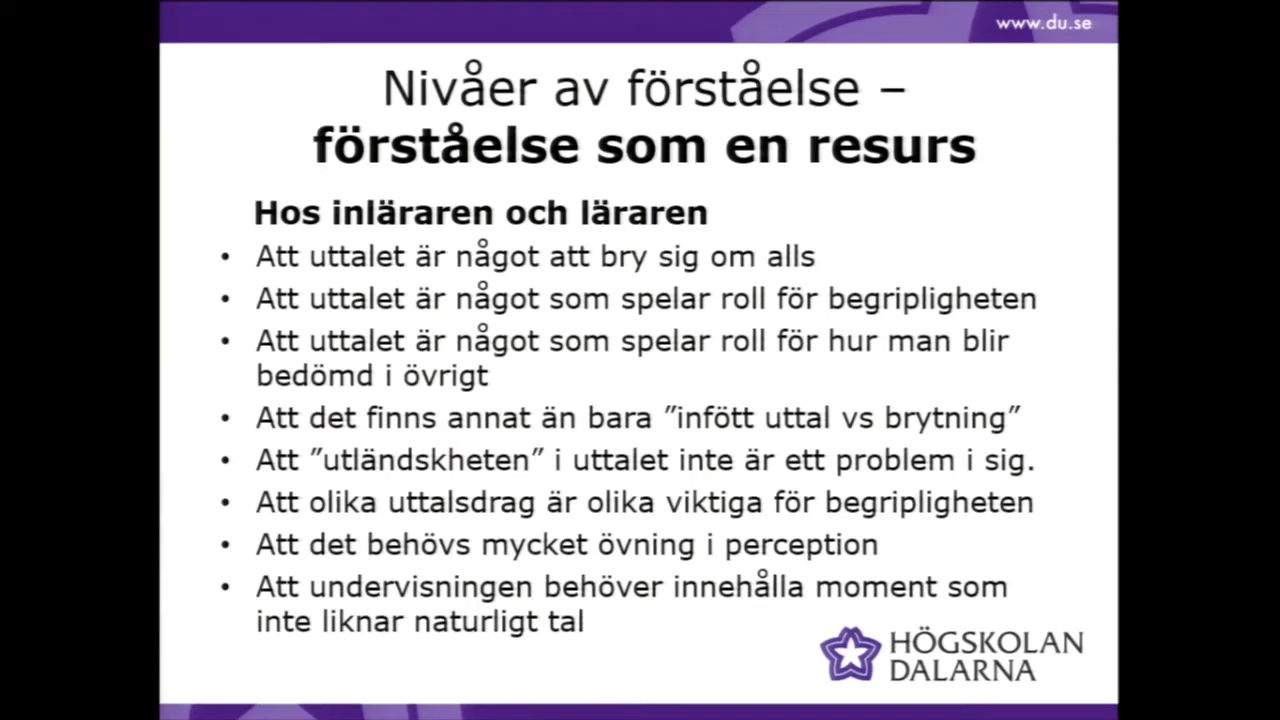 www.du.se
Nivåer av förståelse –
förståelse som en resurs
Hos inläraren och läraren
• Att uttalet är något att bry sig om alls
• Att uttalet är något som spelar roll för begripligheten
• Att uttalet är något som spelar roll för hur man blir
bedömd i övrigt
• Att det finns annat än bara ”infött uttal vs brytning”
• Att ”utländskheten” i uttalet inte är ett problem i sig.
• Att olika uttalsdrag är olika viktiga för begripligheten
• Att det behövs mycket övning i perception
• Att undervisningen behöver innehålla moment som
inte liknar naturligt tal
HÖGSKOLAN
DALARNA